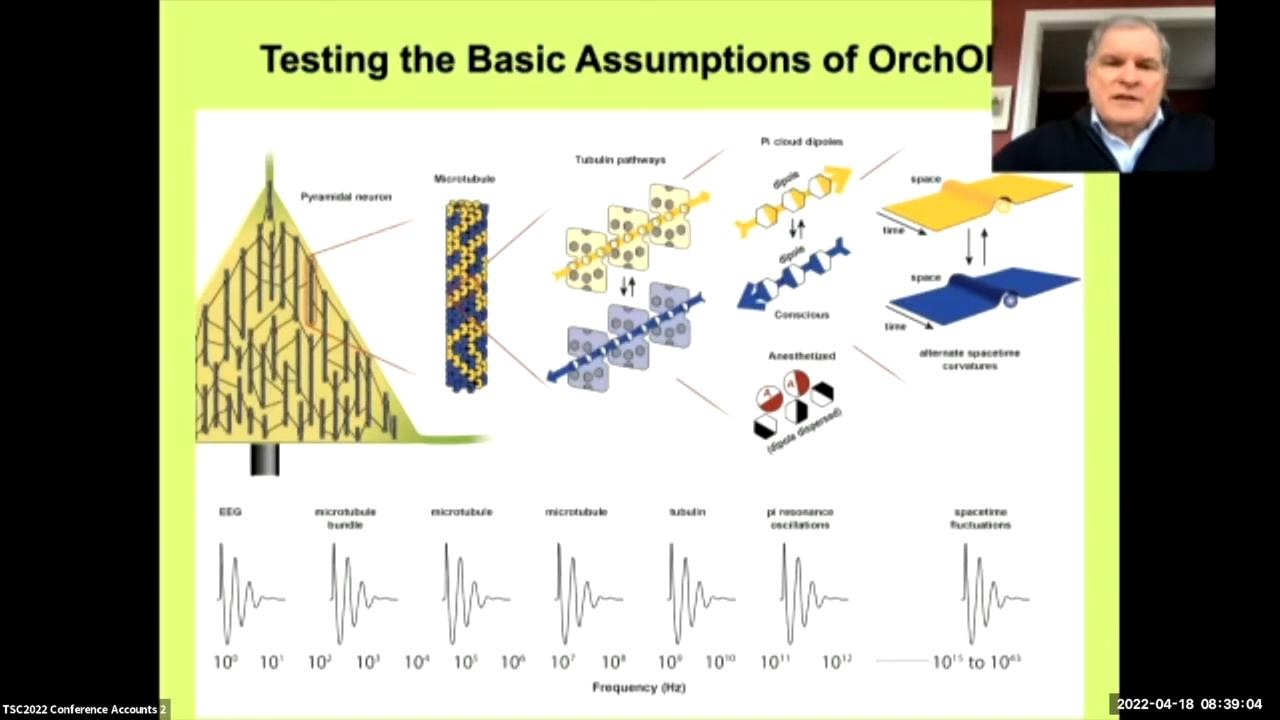 Testing the Basic Assumptions of OrchO
Pi cloud dipoles
Tubulin pathways
Microtubule
Pyramidal neuron
dipole
space
time
dipole
space
time
Conscious
alternate spacetime
curvatures
Anesthetized
A
A
(dipole dispersed)
EEG
microtubule
bundle
microtubule
microtubule
tubulin
pi resonance
oscillations
spacetime
fluctuations
10⁰ 10¹ 10² 10³ 10⁴ 10⁵ 10⁶ 10⁷ 10⁸ 10⁹ 10¹⁰ 10¹¹ 10¹² 10¹⁵ to 10⁴³
Frequency (Hz)
TSC2022 Conference Accounts 2
2022-04-18 08:39:04